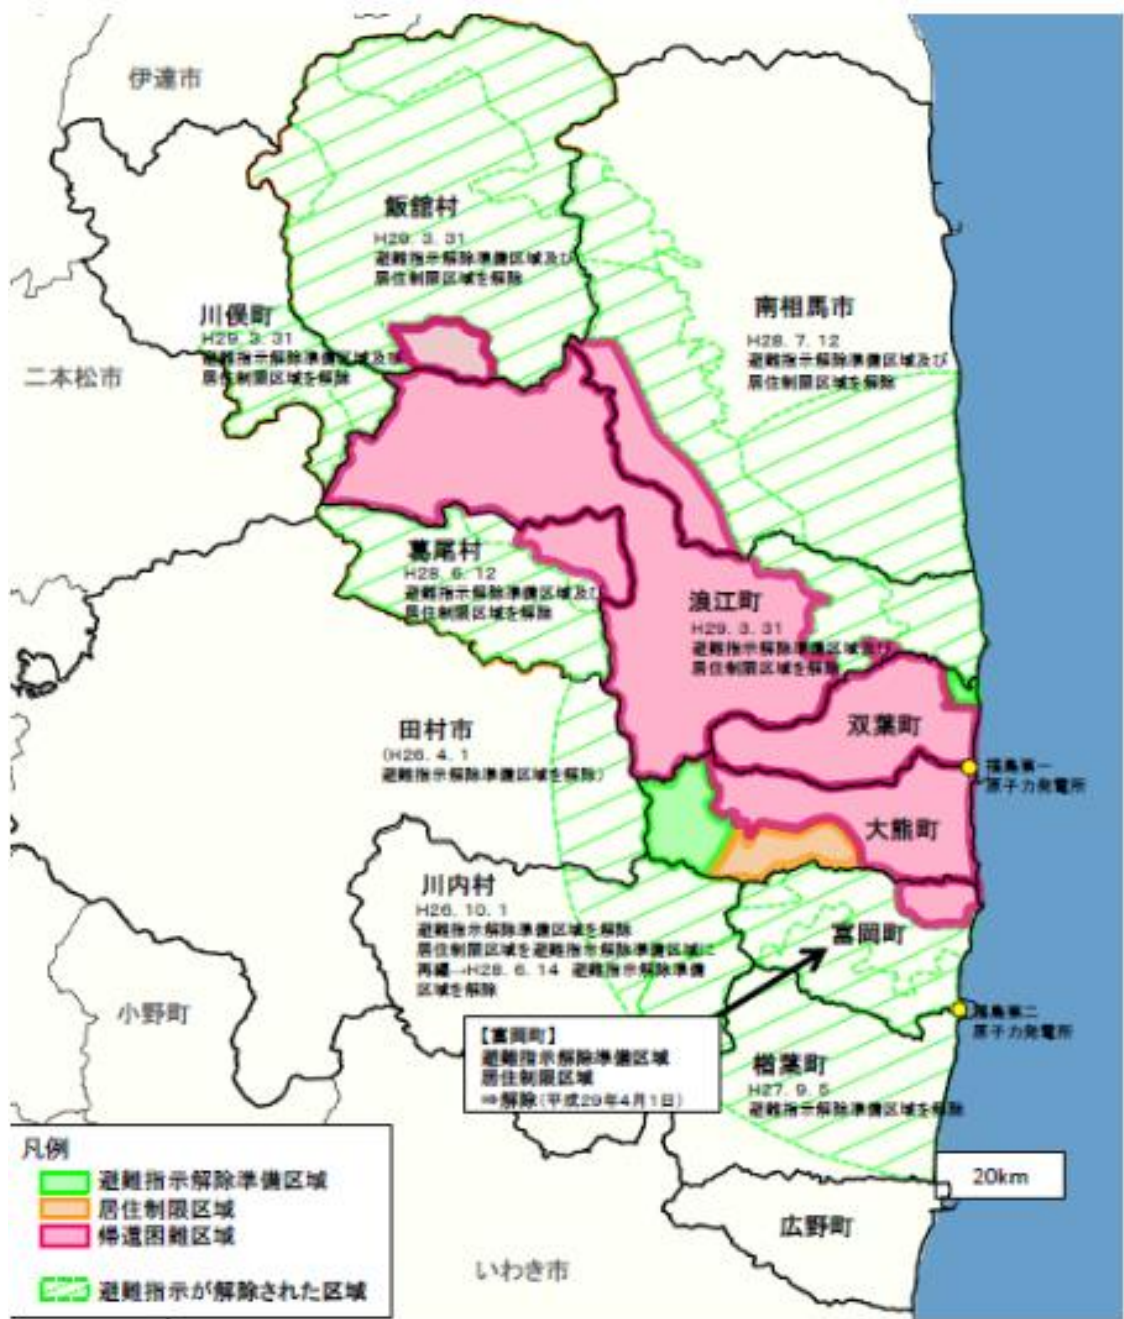 伊達市
飯舘村
H29. 3. 31
避難指示解除準備区域及び
居住制限区域を解除
川俣町
H29. 3. 31
避難指示解除準備区域及び
居住制限区域を解除
南相馬市
H28. 7. 12
避難指示解除準備区域及び
居住制限区域を解除
二本松市
葛尾村
H28. 6. 12
避難指示解除準備区域及び
居住制限区域を解除
浪江町
H29. 3. 31
避難指示解除準備区域及び
居住制限区域を解除
田村市
(H26. 4. 1
避難指示解除準備区域を解除)
双葉町
福島第一
原子力発電所
大熊町
川内村
H26. 10. 1
避難指示解除準備区域を解除
居住制限区域を避難指示解除準備区域に
再編→H28. 6. 14 避難指示解除準備
区域を解除
富岡町
小野町
福島第二
原子力発電所
【富岡町】
避難指示解除準備区域
居住制限区域
⇒解除(平成29年4月1日)
楢葉町
H27. 9. 5
避難指示解除準備区域を解除
凡例
避難指示解除準備区域
居住制限区域
帰還困難区域
避難指示が解除された区域
20km
広野町
いわき市